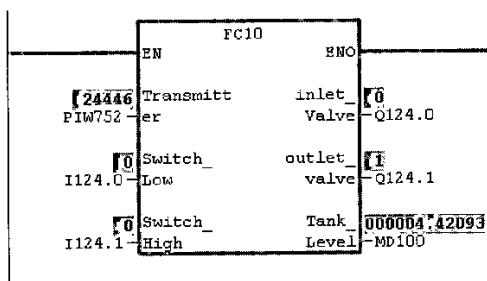 FC10
EN ENO
24446 Transmitt inlet_ 0
PIW752 er Valve Q124.0
0 Switch_ outlet_ 1
I124.0 Low valve Q124.1
0 Switch_ Tank_ 000004.42093
I124.1 High Level MD100